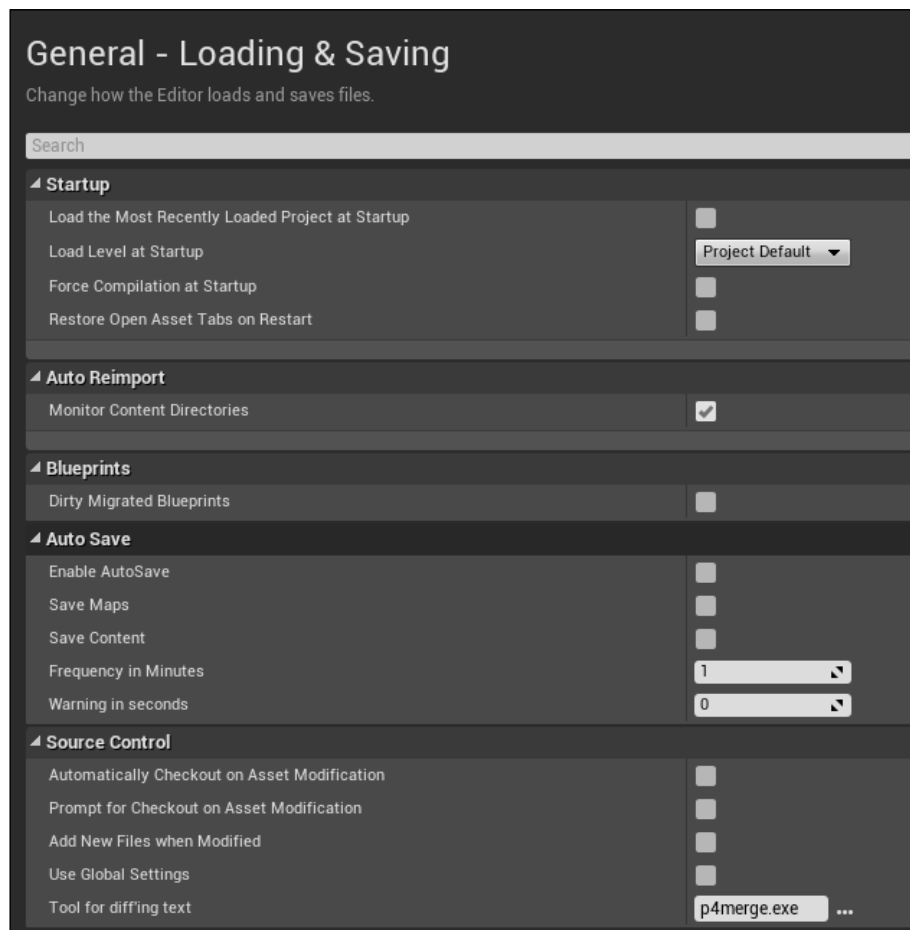 General - Loading & Saving
Change how the Editor loads and saves files.
Search
Startup
Load the Most Recently Loaded Project at Startup
Load Level at Startup Project Default
Force Compilation at Startup
Restore Open Asset Tabs on Restart
Auto Reimport
Monitor Content Directories
Blueprints
Dirty Migrated Blueprints
Auto Save
Enable AutoSave
Save Maps
Save Content
Frequency in Minutes 1
Warning in seconds 0
Source Control
Automatically Checkout on Asset Modification
Prompt for Checkout on Asset Modification
Add New Files when Modified
Use Global Settings
Tool for diff'ing text p4merge.exe ...